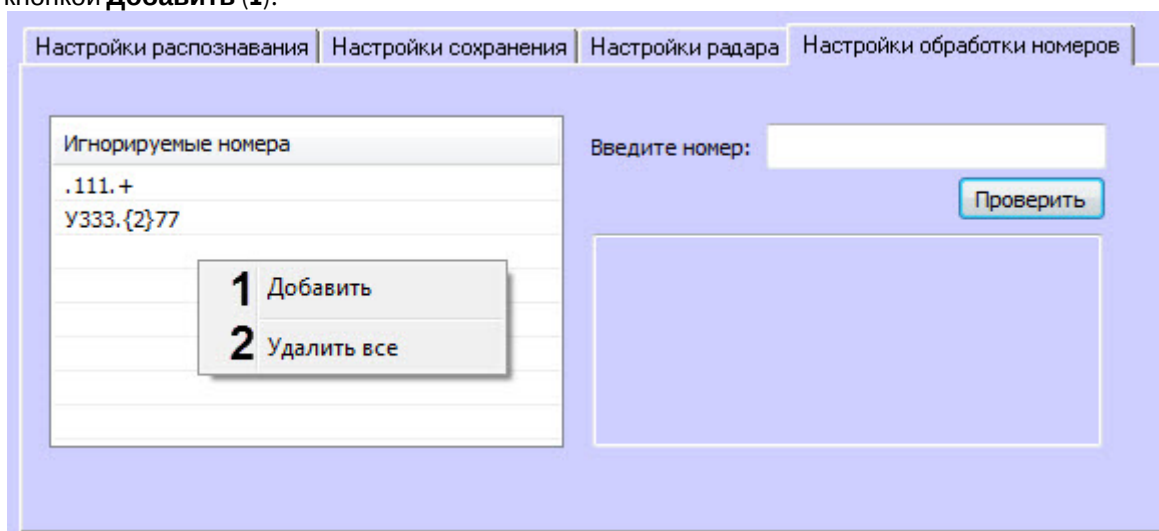 кнопкой Добавить (1).
Настройки распознавания Настройки сохранения Настройки радара Настройки обработки номеров
Игнорируемые номера
.111.+
У333.{2}77
1 Добавить
2 Удалить все
Введите номер:
Проверить